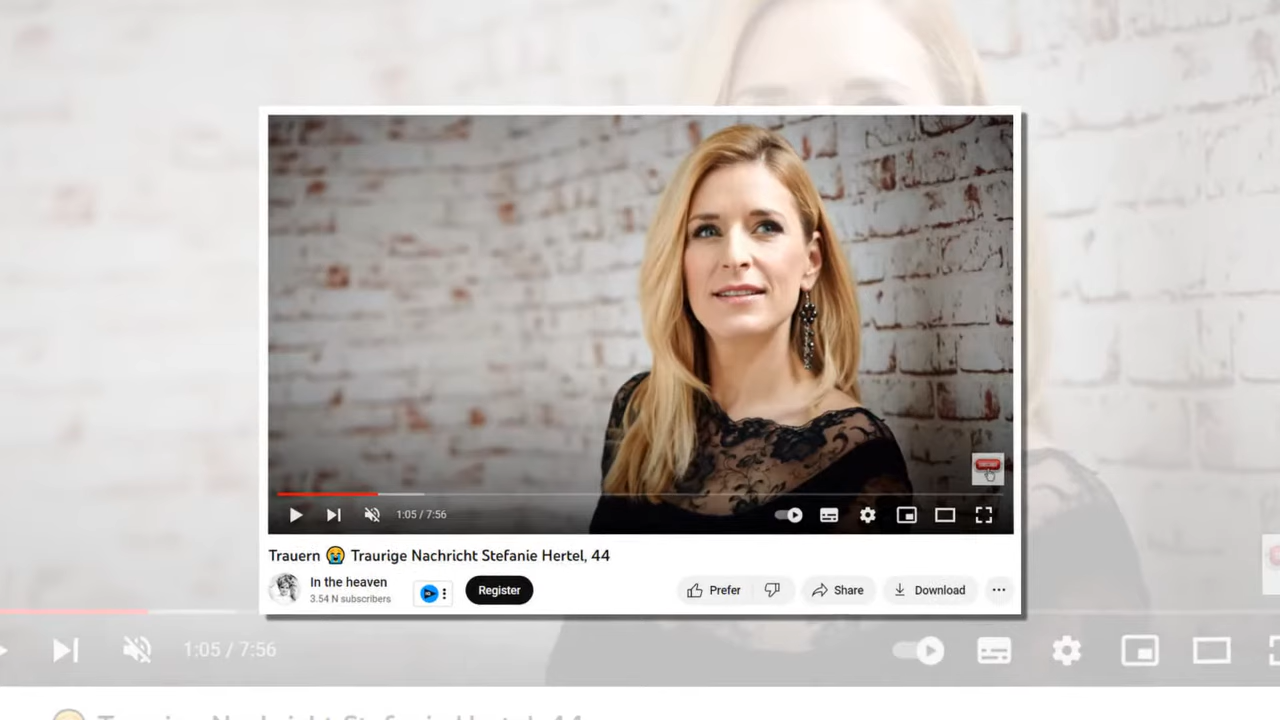 1:05 / 7:56
Trauern 😭 Traurige Nachricht Stefanie Hertel, 44
In the heaven
3.54 N subscribers
Register
Prefer
Share
Download
1:05 / 7:56